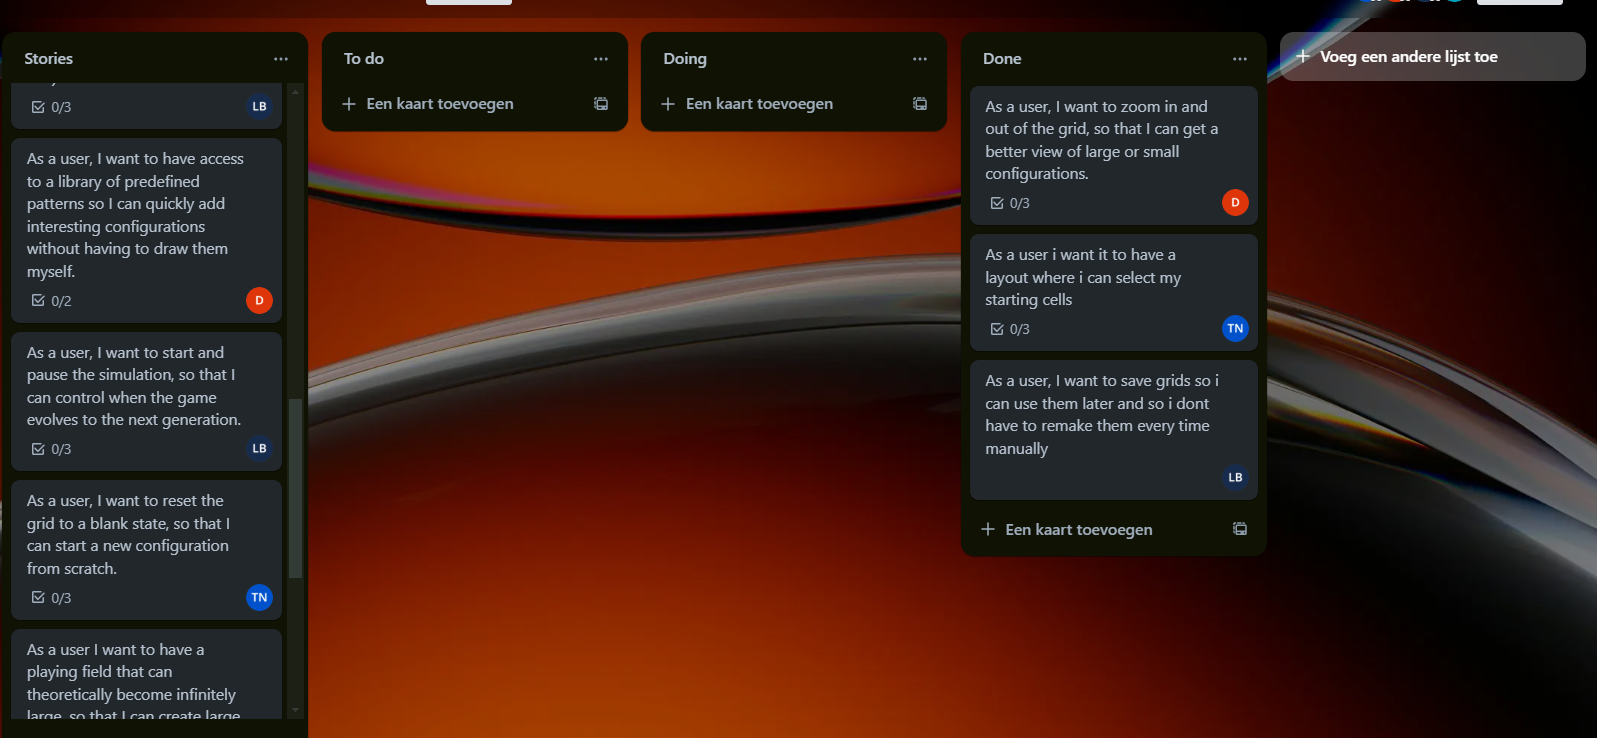 Stories
0/3
LB
As a user, I want to have access
to a library of predefined
patterns so I can quickly add
interesting configurations
without having to draw them
myself.
0/2
D
As a user, I want to start and
pause the simulation, so that I
can control when the game
evolves to the next generation.
0/3
LB
As a user, I want to reset the
grid to a blank state, so that I
can start a new configuration
from scratch.
0/3
TN
As a user I want to have a
playing field that can
theoretically become infinitely
large, so that I can create large
To do
Een kaart toevoegen
Doing
Een kaart toevoegen
Done
As a user, I want to zoom in and
out of the grid, so that I can get a
better view of large or small
configurations.
0/3
D
As a user i want it to have a
layout where i can select my
starting cells
0/3
TN
As a user, I want to save grids so i
can use them later and so i dont
have to remake them every time
manually
LB
Een kaart toevoegen
Voeg een andere lijst toe